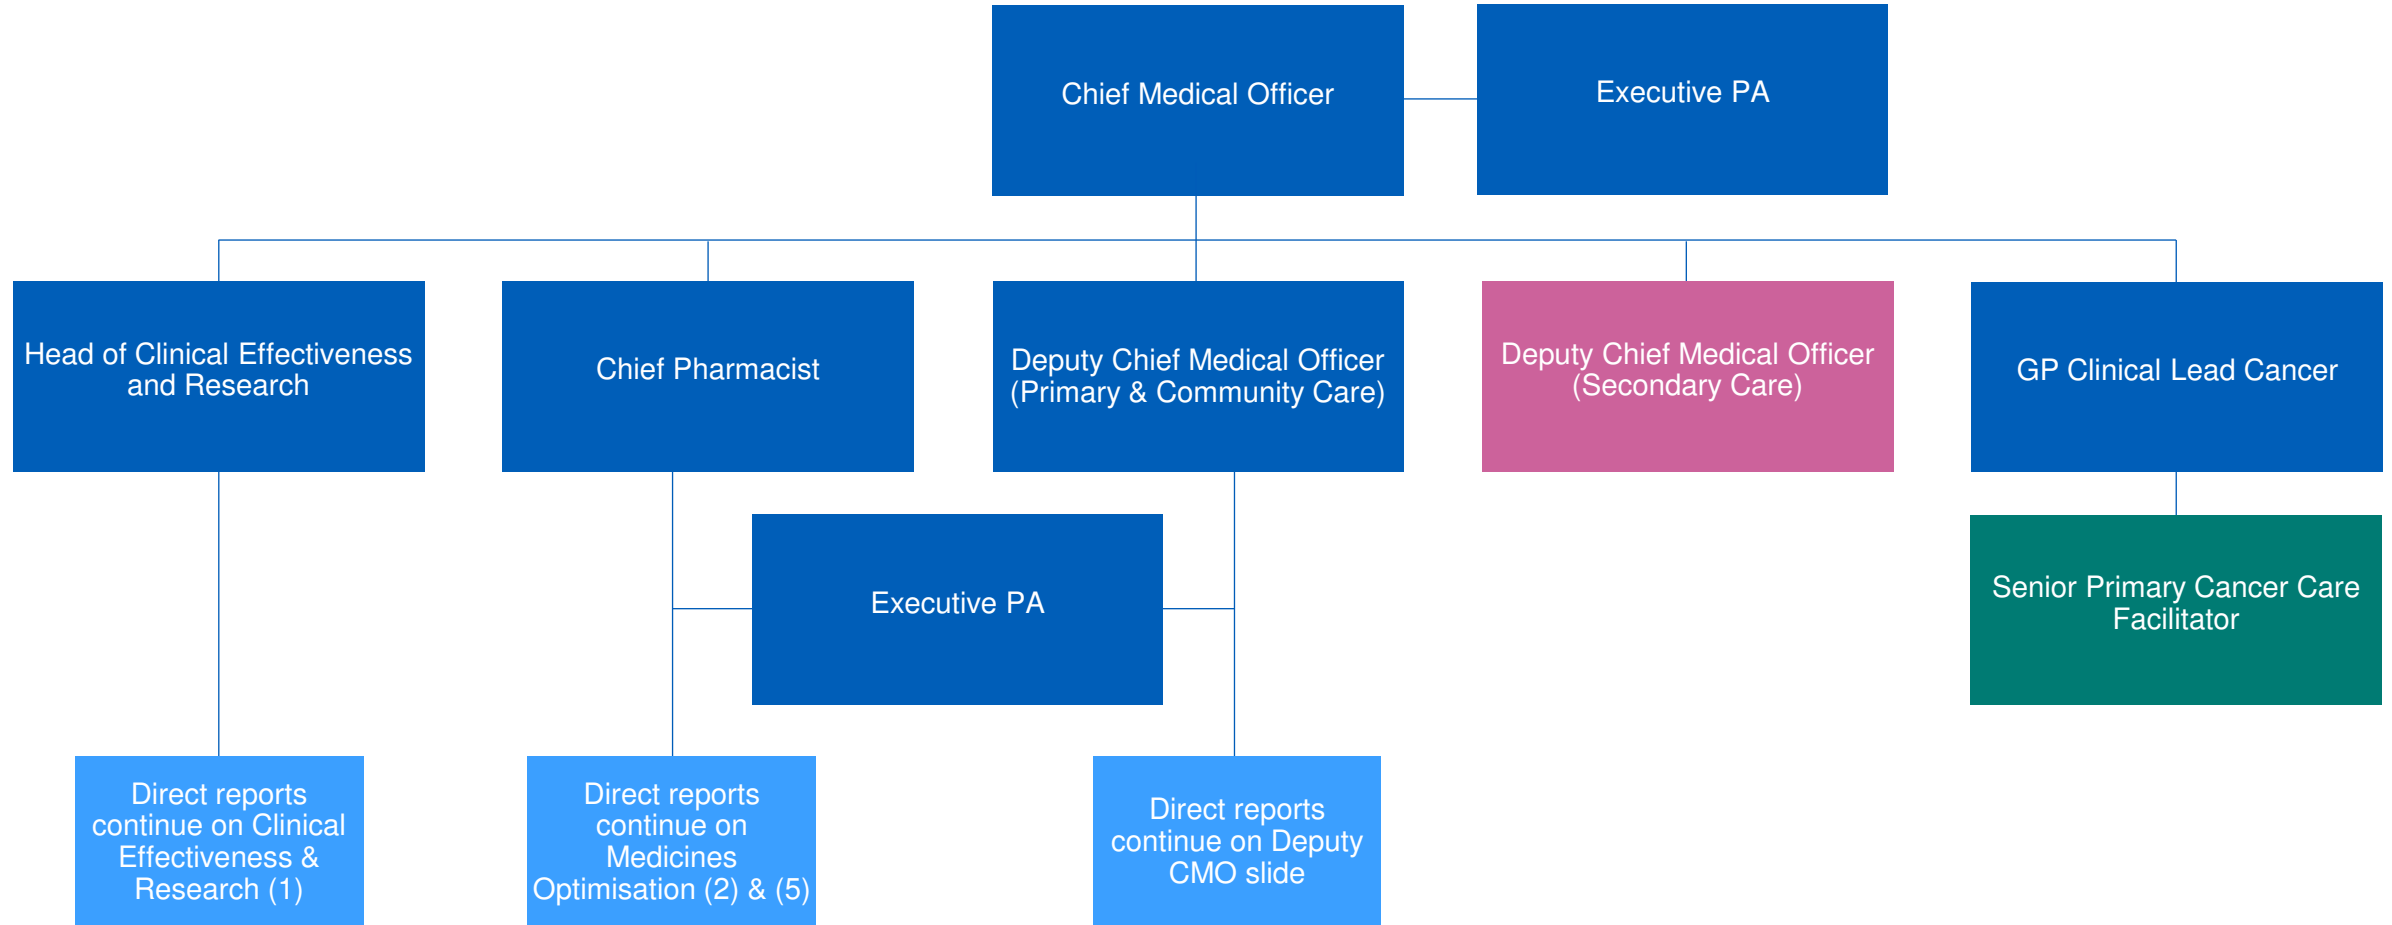 Chief Medical Officer
Executive PA
Head of Clinical Effectiveness
and Research
Chief Pharmacist
Deputy Chief Medical Officer
(Primary & Community Care)
Deputy Chief Medical Officer
(Secondary Care)
GP Clinical Lead Cancer
Executive PA
Senior Primary Cancer Care
Facilitator
Direct reports
continue on Clinical
Effectiveness &
Research (1)
Direct reports
continue on
Medicines
Optimisation (2) & (5)
Direct reports
continue on Deputy
CMO slide